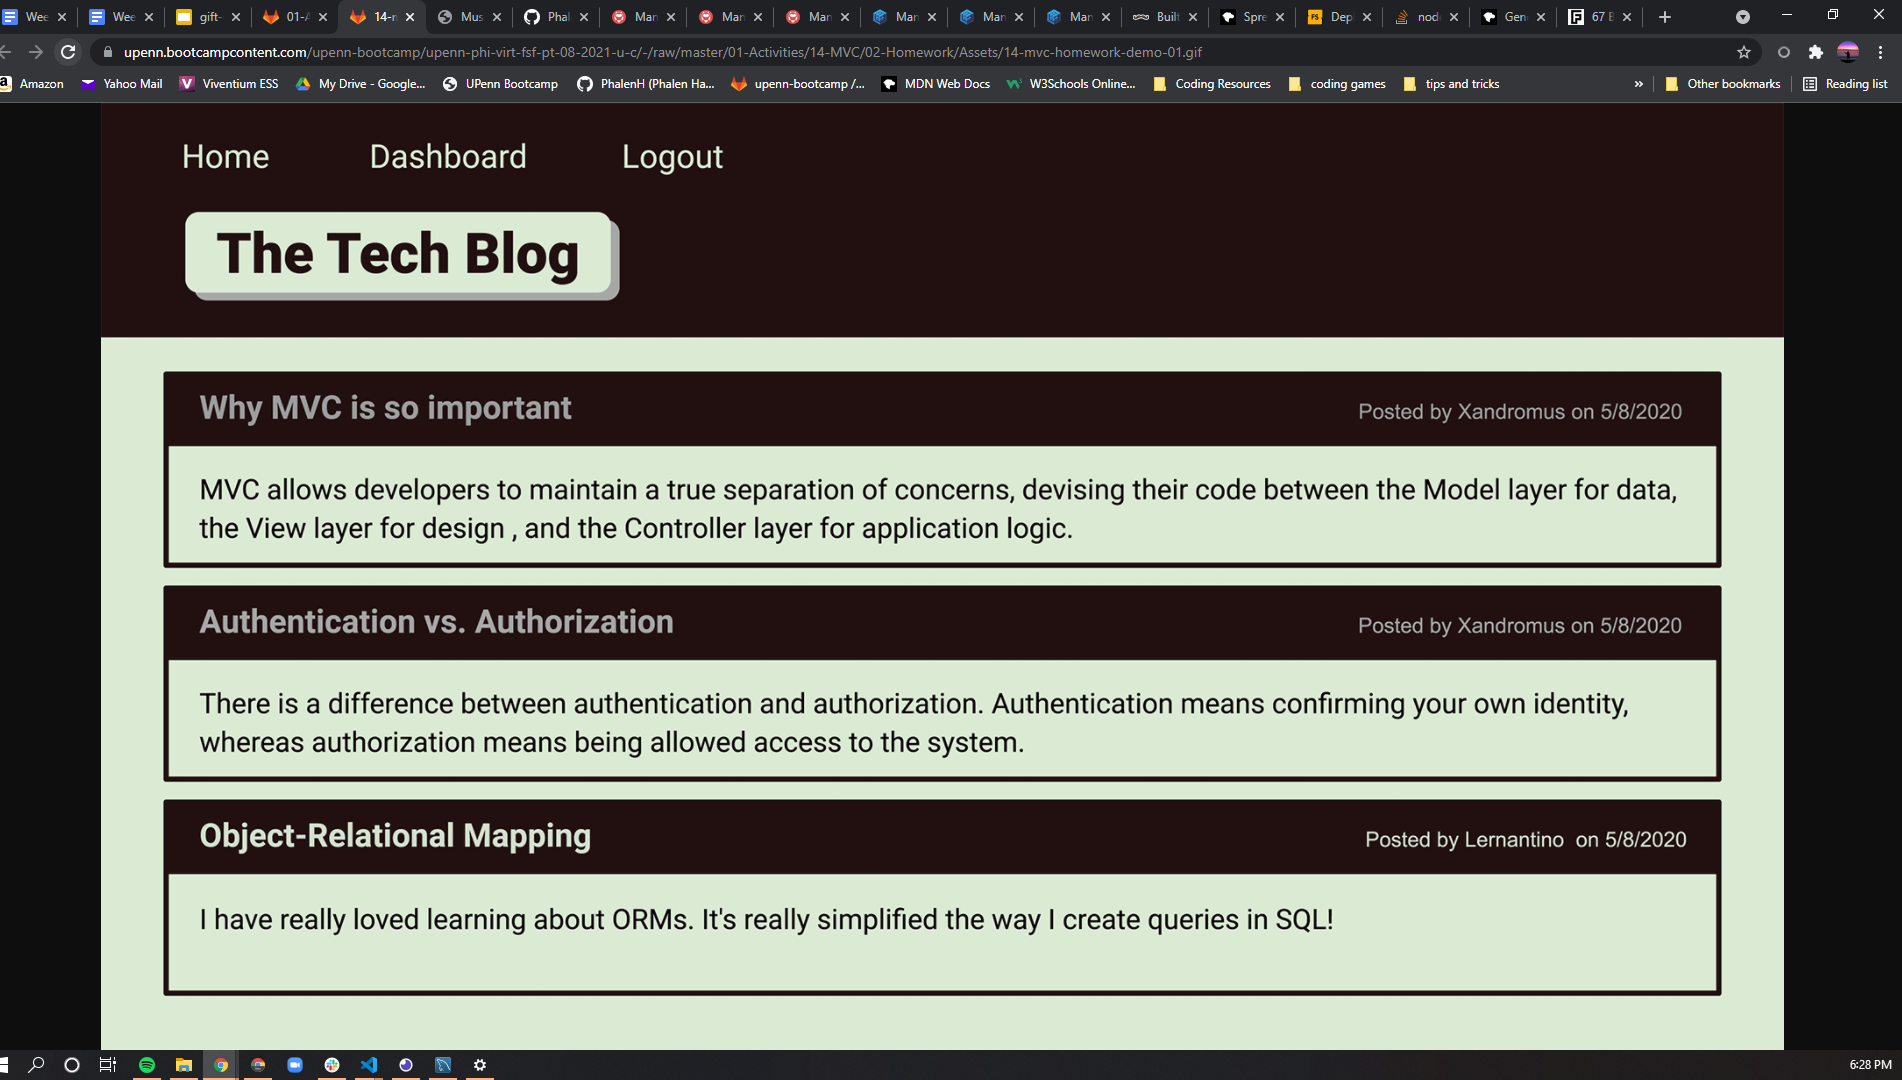 Wee Wee gift- 01-A 14-m Mus Phal Man Man Man Man Man Man Built Spre Depl node Gene 67 B
upenn.bootcampcontent.com/upenn-bootcamp/upenn-phi-virt-fsf-pt-08-2021-u-c/-/raw/master/01-Activities/14-MVC/02-Homework/Assets/14-mvc-homework-demo-01.gif
Amazon Yahoo Mail Viventium ESS My Drive - Google... UPenn Bootcamp PhalenH (Phalen Ha... upenn-bootcamp /... MDN Web Docs W3Schools Online... Coding Resources coding games tips and tricks » Other bookmarks Reading list
Home Dashboard Logout
The Tech Blog
Why MVC is so important Posted by Xandromus on 5/8/2020
MVC allows developers to maintain a true separation of concerns, devising their code between the Model layer for data,
the View layer for design , and the Controller layer for application logic.
Authentication vs. Authorization Posted by Xandromus on 5/8/2020
There is a difference between authentication and authorization. Authentication means confirming your own identity,
whereas authorization means being allowed access to the system.
Object-Relational Mapping Posted by Lernantino on 5/8/2020
I have really loved learning about ORMs. It's really simplified the way I create queries in SQL!
6:28 PM